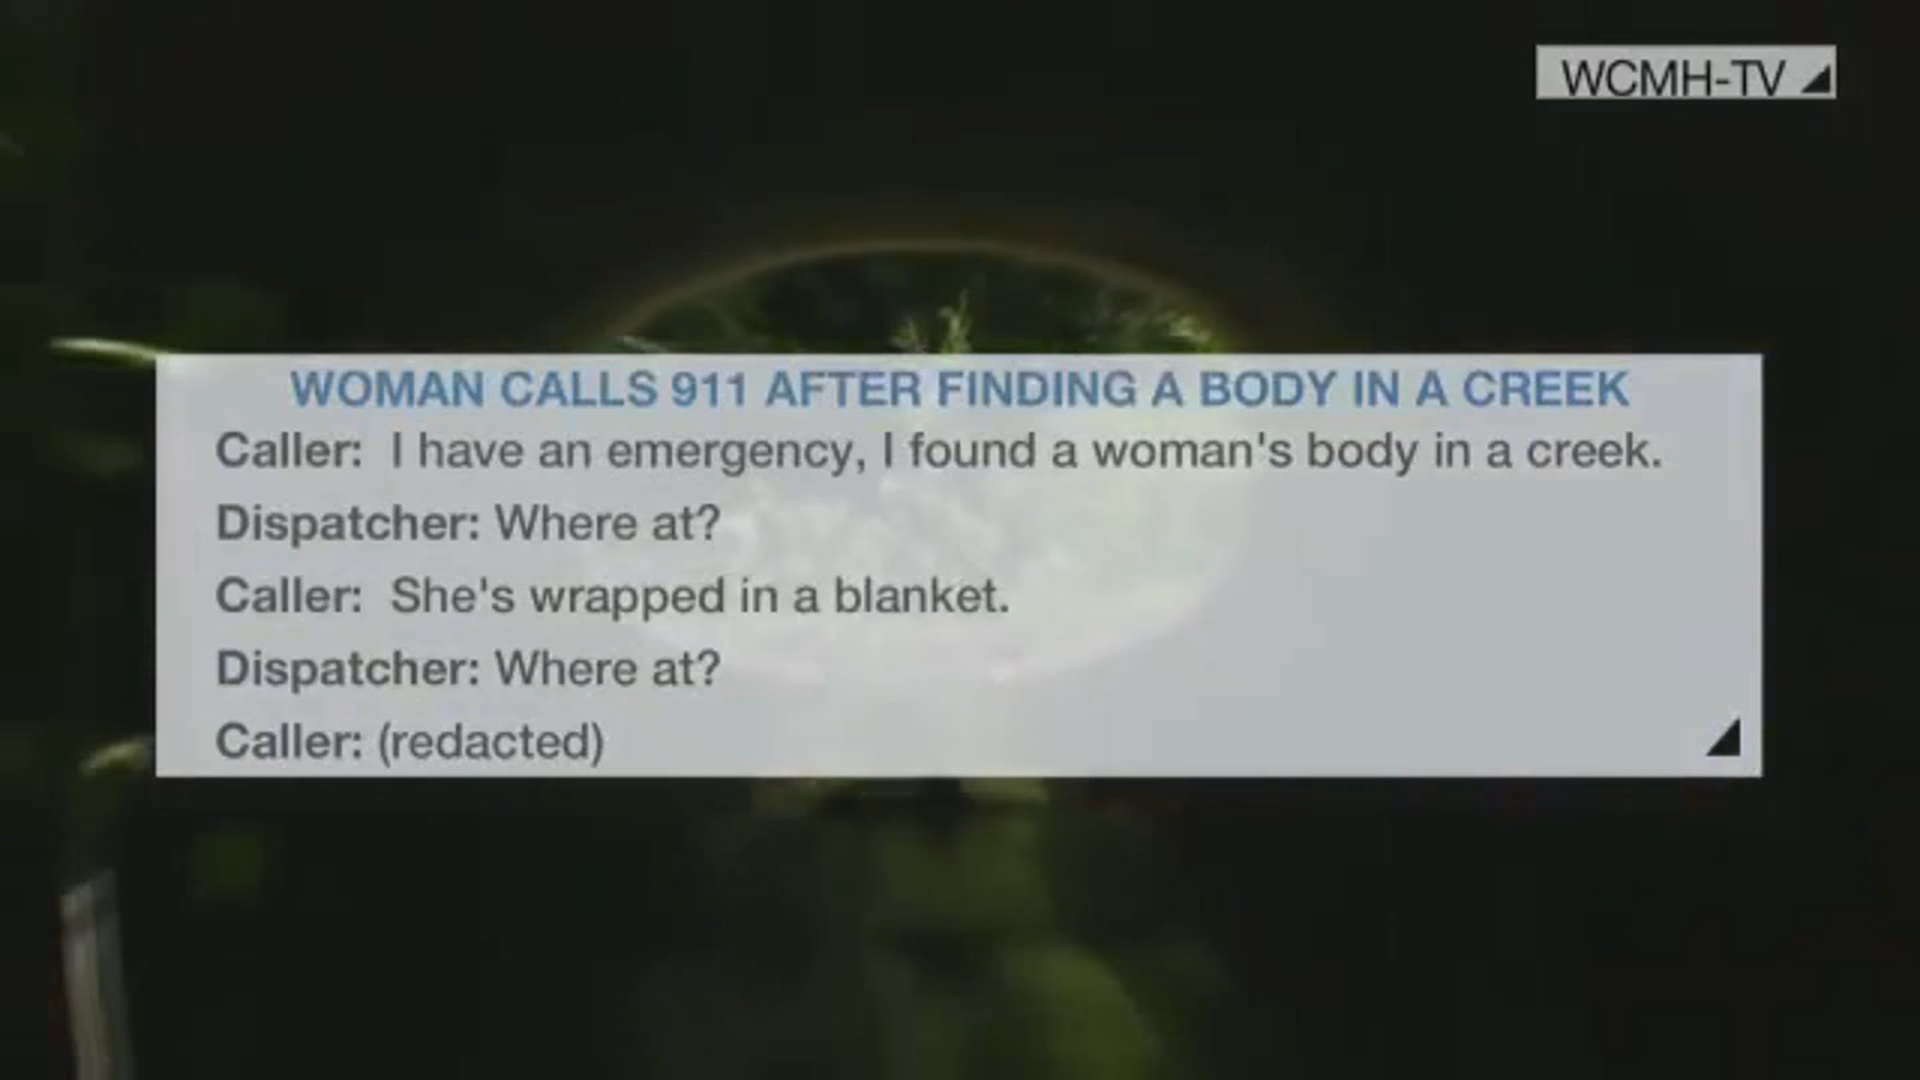 WCMH-TV
WOMAN CALLS 911 AFTER FINDING A BODY IN A CREEK
Caller: I have an emergency, I found a woman's body in a creek.
Dispatcher: Where at?
Caller: She's wrapped in a blanket.
Dispatcher: Where at?
Caller: (redacted)